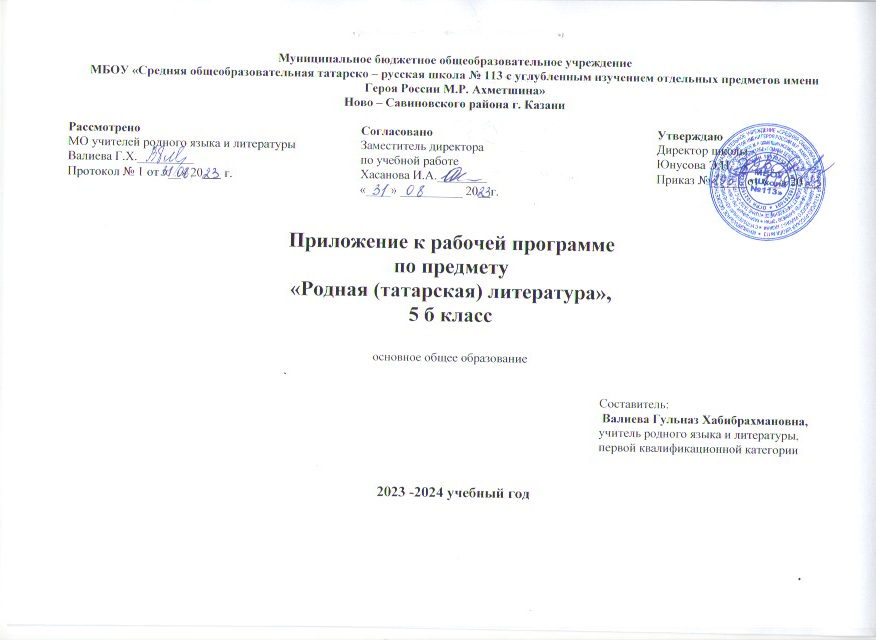 Муниципальное бюджетное общеобразовательное учреждение
МБОУ «Средняя общеобразовательная татарско – русская школа № 113 с углубленным изучением отдельных предметов имени
Героя России М.Р. Ахметшина»
Ново – Савиновского района г. Казани
Рассмотрено
МО учителей родного языка и литературы
Валиева Г.Х.
Протокол № 1 от 31 08 2023 г.
Согласовано
Заместитель директора
по учебной работе
Хасанова И.А.
« 31 » 08 2023г.
Утверждаю
Директор школы
Юнусова
Приказ №
МБОУ
№113»
Приложение к рабочей программе
по предмету
«Родная (татарская) литература»,
5 б класс
основное общее образование
Составитель:
Валиева Гульназ Хабибрахмановна,
учитель родного языка и литературы,
первой квалификационной категории
2023 -2024 учебный год